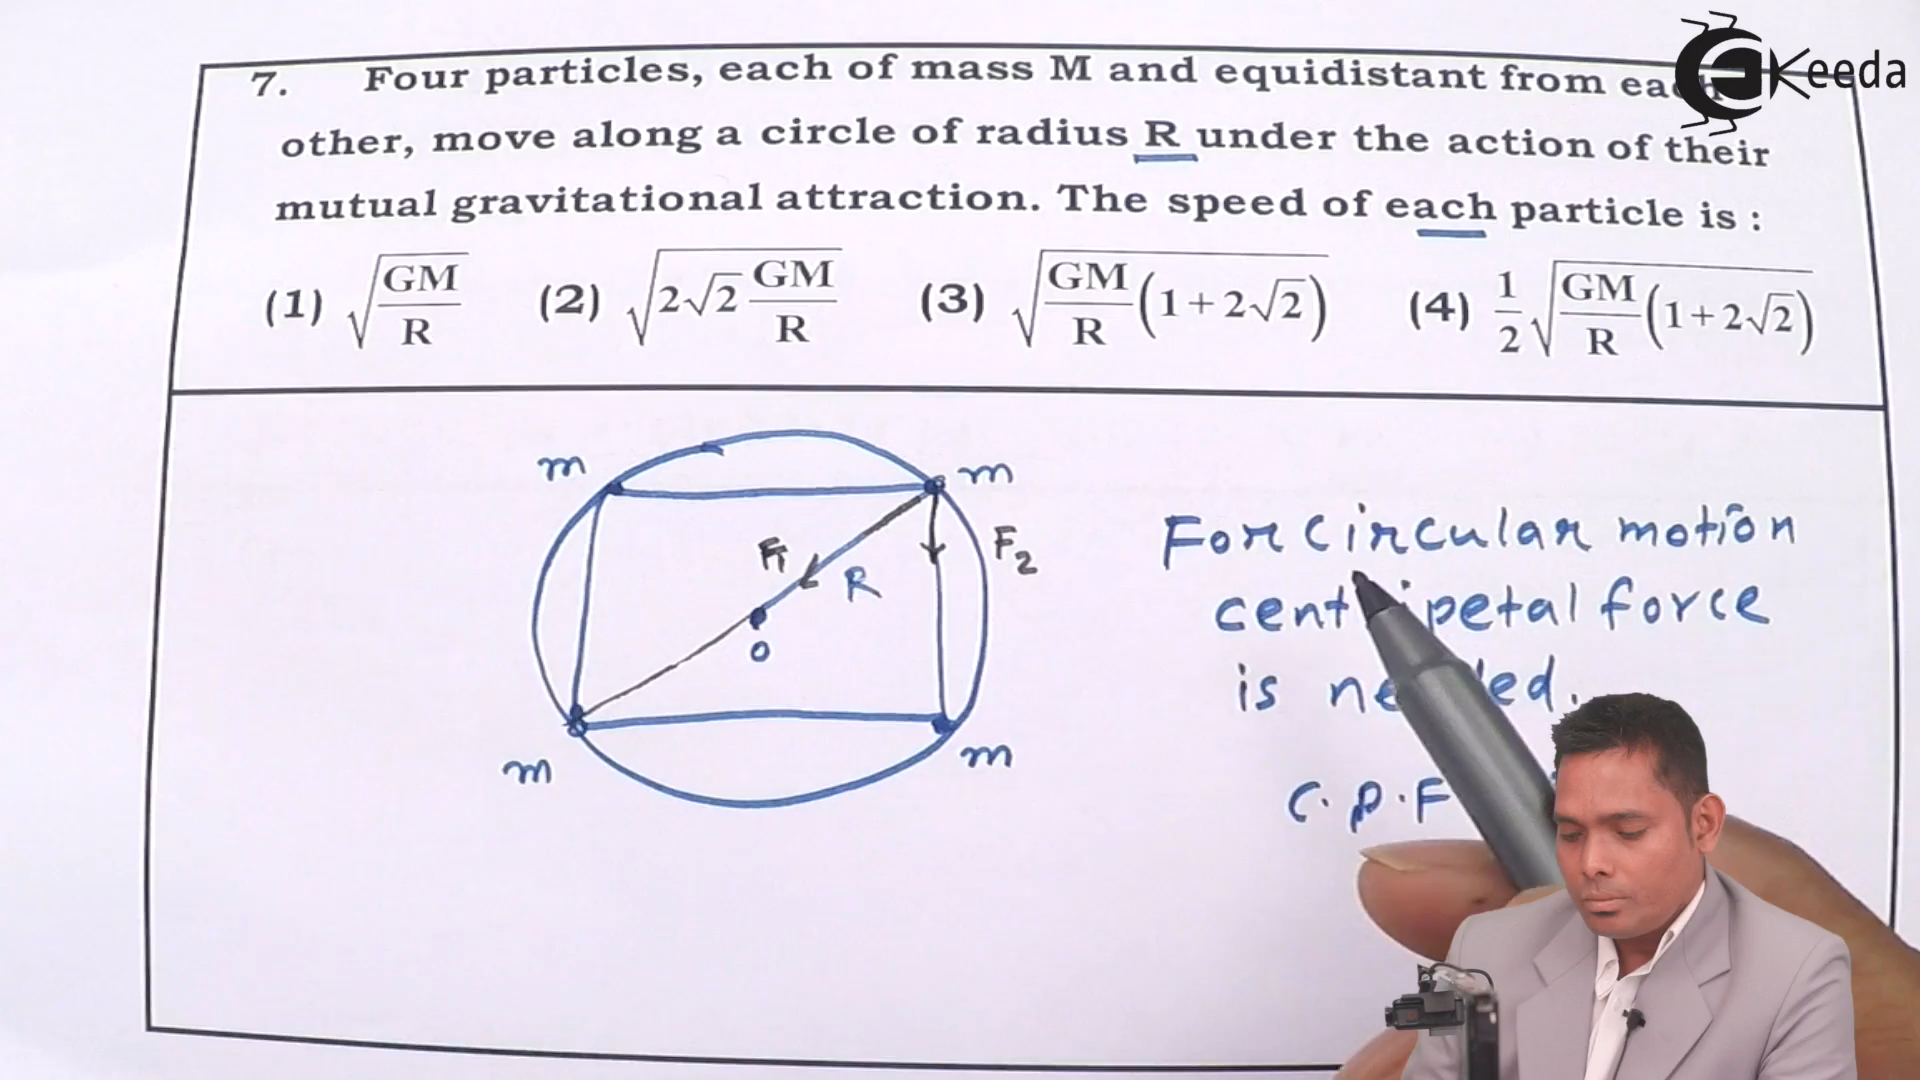 Keeda
7. Four particles, each of mass M and equidistant from each
other, move along a circle of radius R under the action of their
mutual gravitational attraction. The speed of each particle is :
(1) √(GM/R) (2) √(2√2 GM/R) (3) √(GM/R (1+2√2)) (4) 1/2 √(GM/R (1+2√2))
m m
F1 F2
R
o
m m
For circular motion
centripetal force
is needed.
C.P.F